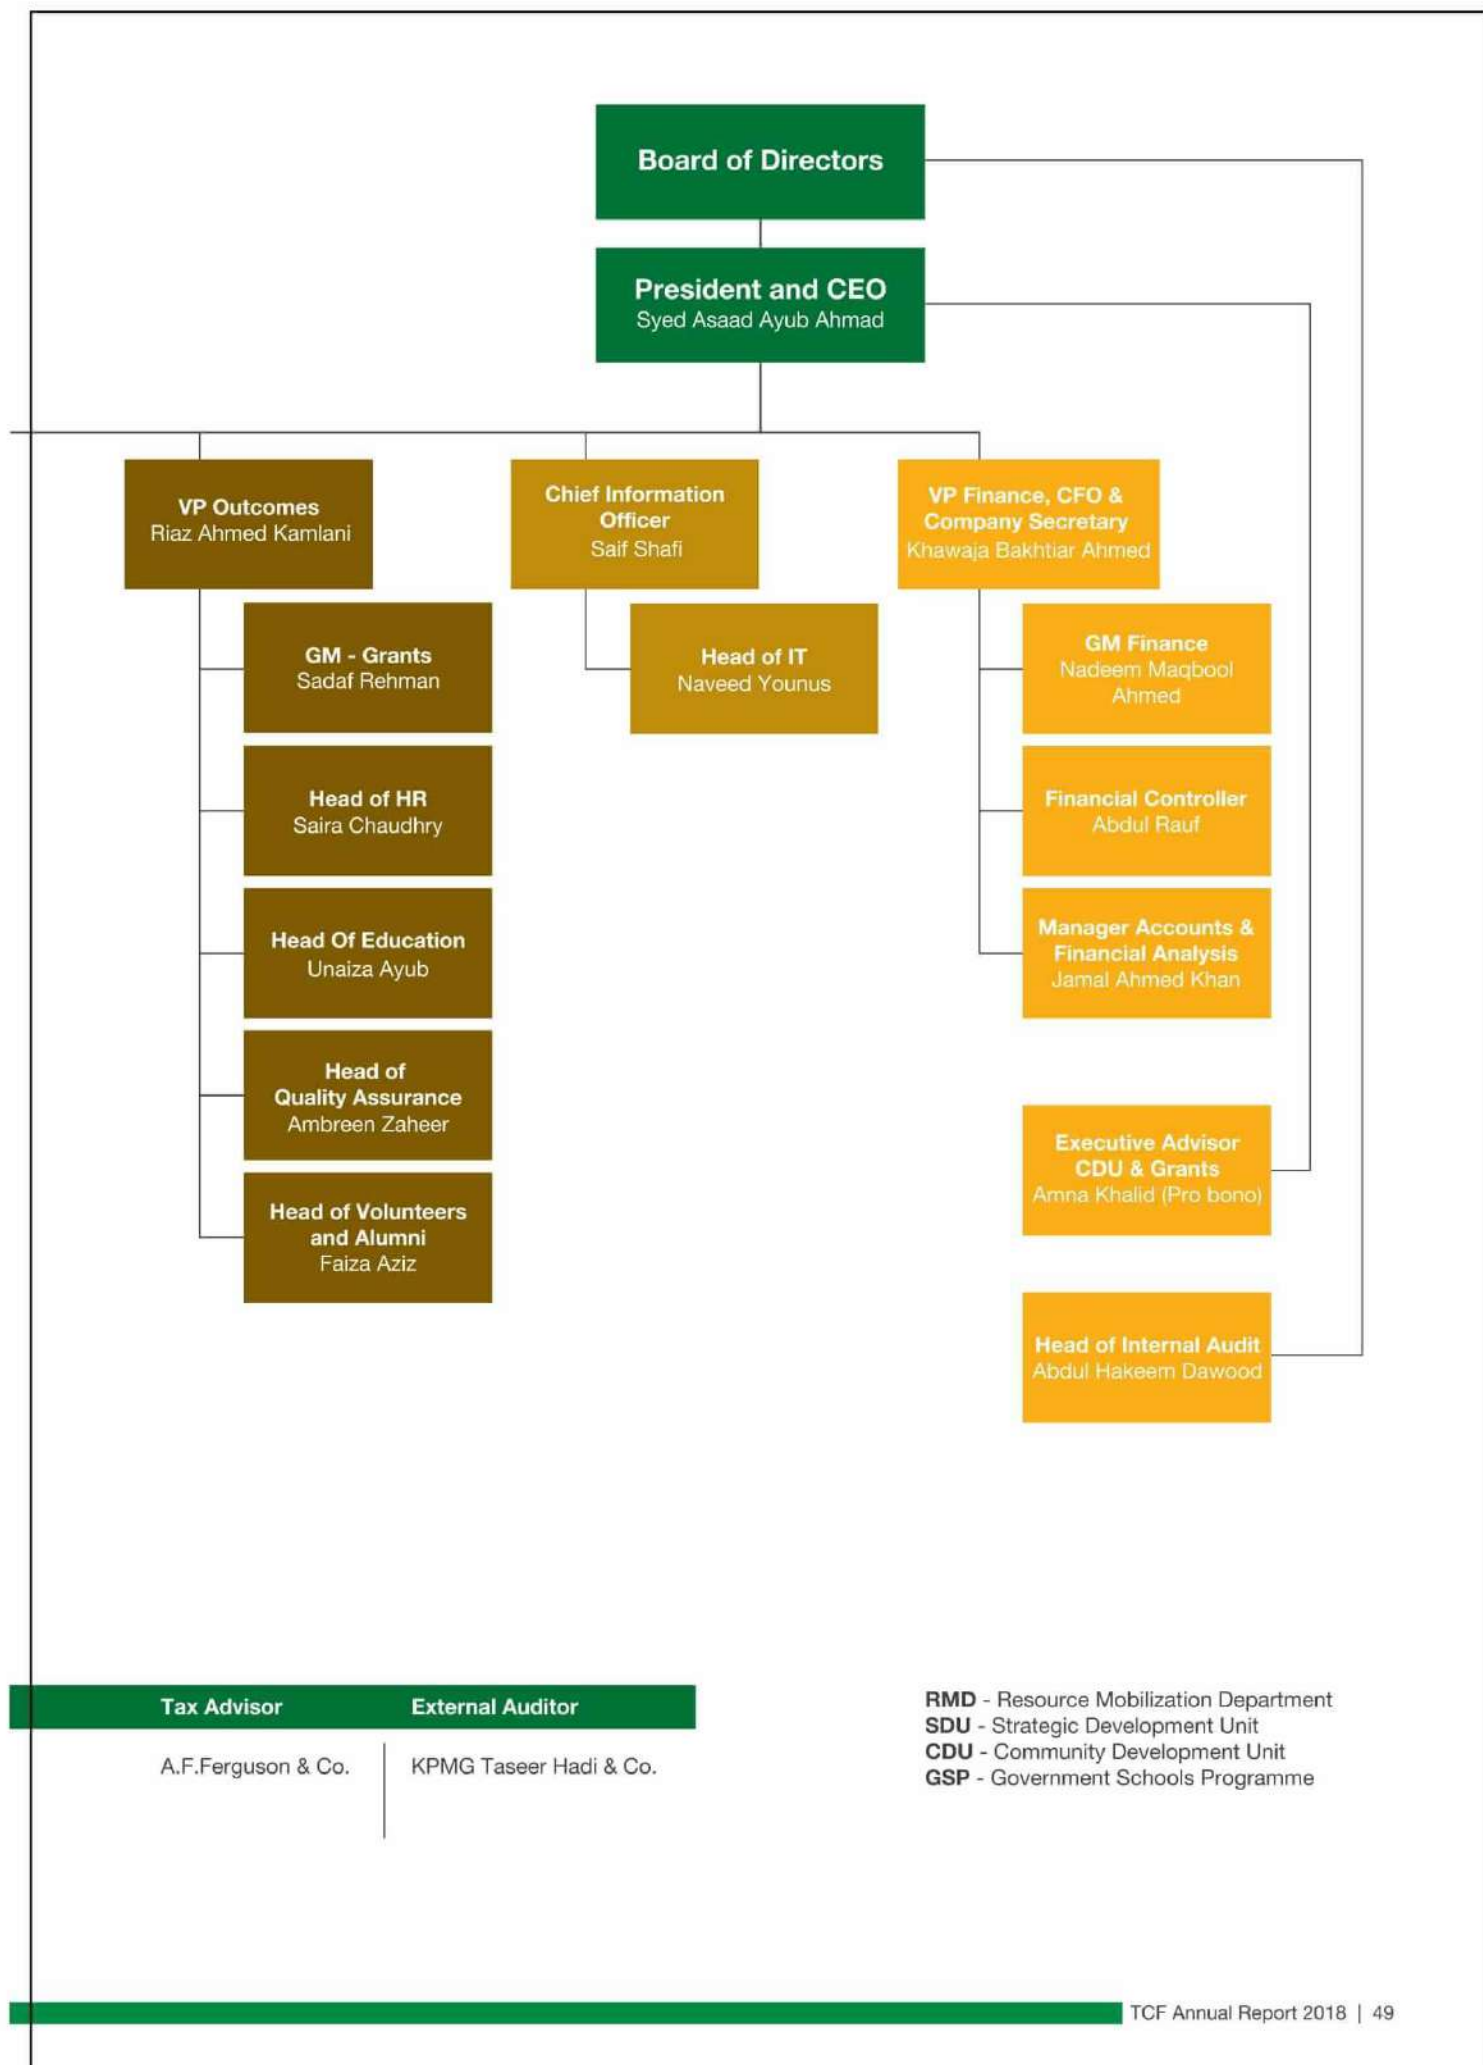 Board of Directors
President and CEO
Syed Asaad Ayub Ahmad
VP Outcomes
Riaz Ahmed Kamlani
GM - Grants
Sadaf Rehman
Head of HR
Saira Chaudhry
Head Of Education
Unaiza Ayub
Head of
Quality Assurance
Ambreen Zaheer
Head of Volunteers
and Alumni
Faiza Aziz
Chief Information
Officer
Saif Shafi
Head of IT
Naveed Younus
VP Finance, CFO &
Company Secretary
Khawaja Bakhtiar Ahmed
GM Finance
Nadeem Maqbool
Ahmed
Financial Controller
Abdul Rauf
Manager Accounts &
Financial Analysis
Jamal Ahmed Khan
Executive Advisor
CDU & Grants
Amna Khalid (Pro bono)
Head of Internal Audit
Abdul Hakeem Dawood
Tax Advisor
A.F.Ferguson & Co.
External Auditor
KPMG Taseer Hadi & Co.
RMD - Resource Mobilization Department
SDU - Strategic Development Unit
CDU - Community Development Unit
GSP - Government Schools Programme
TCF Annual Report 2018 | 49